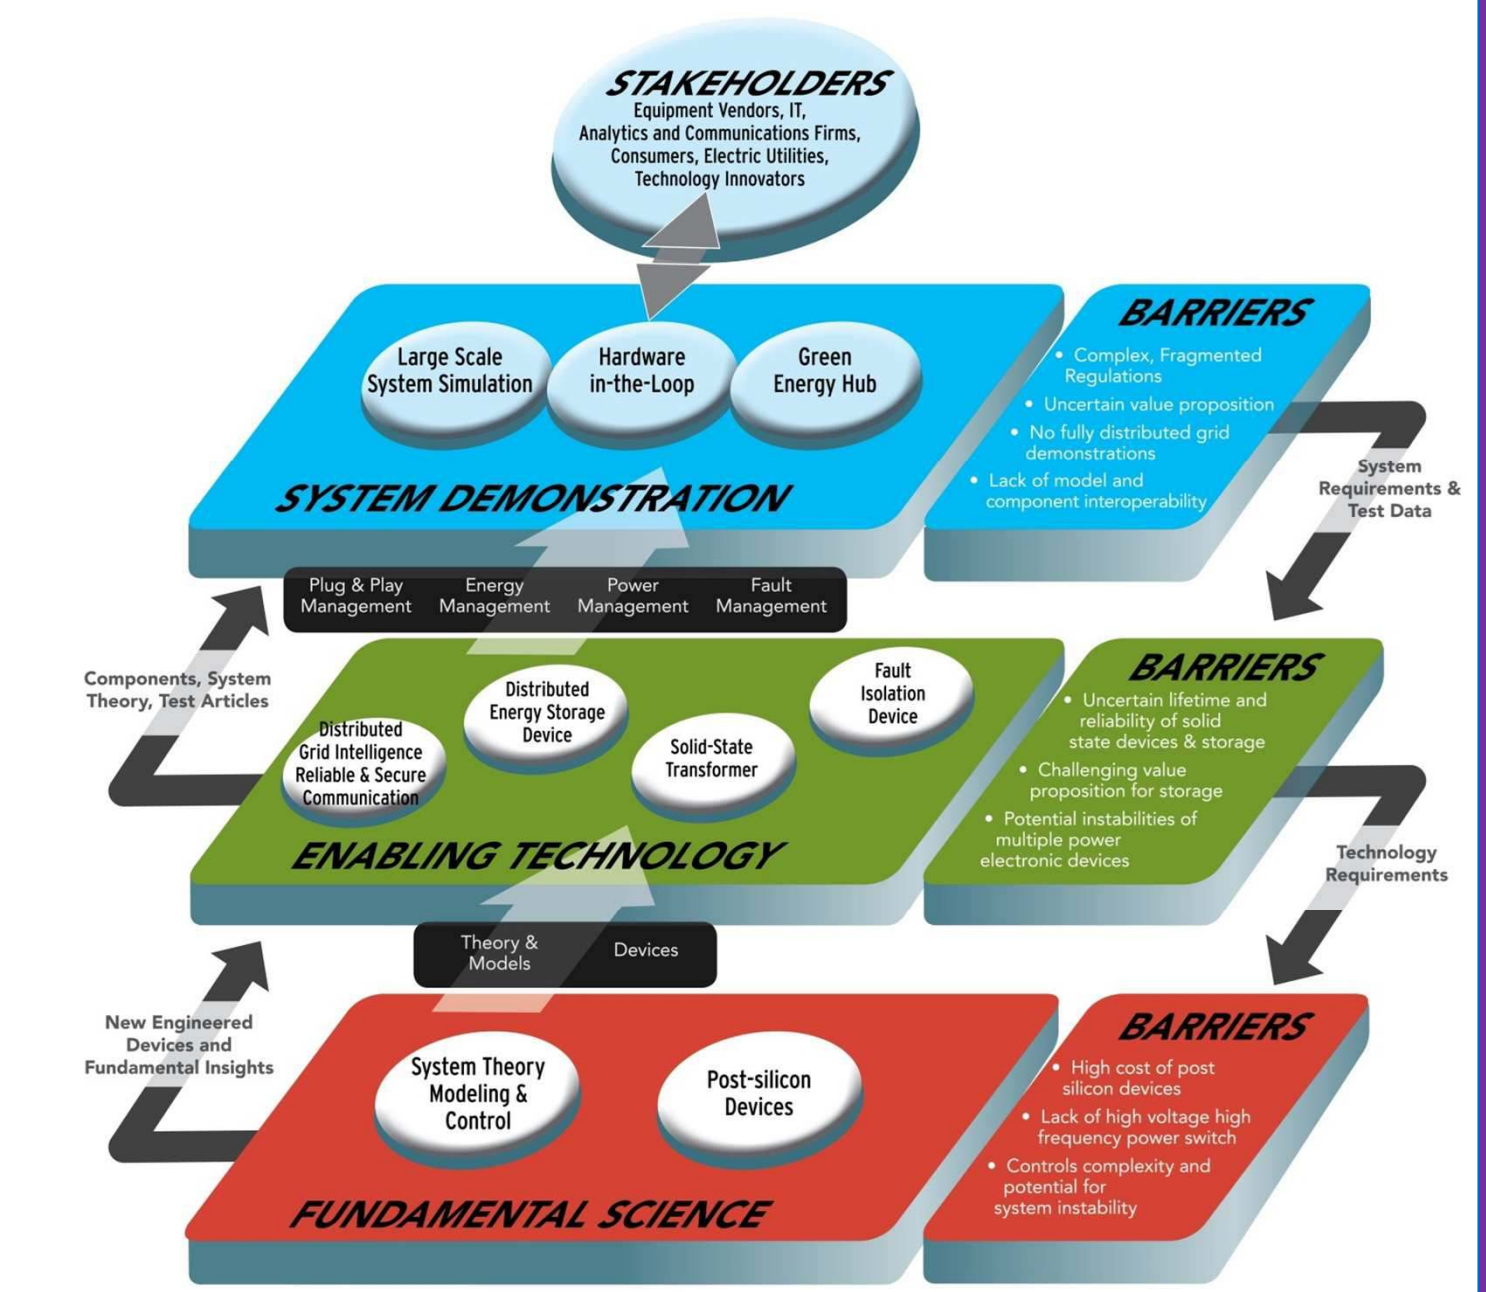 STAKEHOLDERS
Equipment Vendors, IT,
Analytics and Communications Firms,
Consumers, Electric Utilities,
Technology Innovators
Large Scale
System Simulation
Hardware
in-the-Loop
Green
Energy Hub
SYSTEM DEMONSTRATION
BARRIERS
• Complex, Fragmented
Regulations
• Uncertain value proposition
• No fully distributed grid
demonstrations
• Lack of model and
component interoperability
System
Requirements &
Test Data
Plug & Play
Management
Energy
Management
Power
Management
Fault
Management
Components, System
Theory, Test Articles
Distributed
Grid Intelligence
Reliable & Secure
Communication
Distributed
Energy Storage
Device
Solid-State
Transformer
Fault
Isolation
Device
ENABLING TECHNOLOGY
BARRIERS
• Uncertain lifetime and
reliability of solid
state devices & storage
• Challenging value
proposition for storage
• Potential instabilities of
multiple power
electronic devices
Technology
Requirements
Theory &
Models
Devices
New Engineered
Devices and
Fundamental Insights
System Theory
Modeling &
Control
Post-silicon
Devices
FUNDAMENTAL SCIENCE
BARRIERS
• High cost of post
silicon devices
• Lack of high voltage high
frequency power switch
• Controls complexity and
potential for
system instability